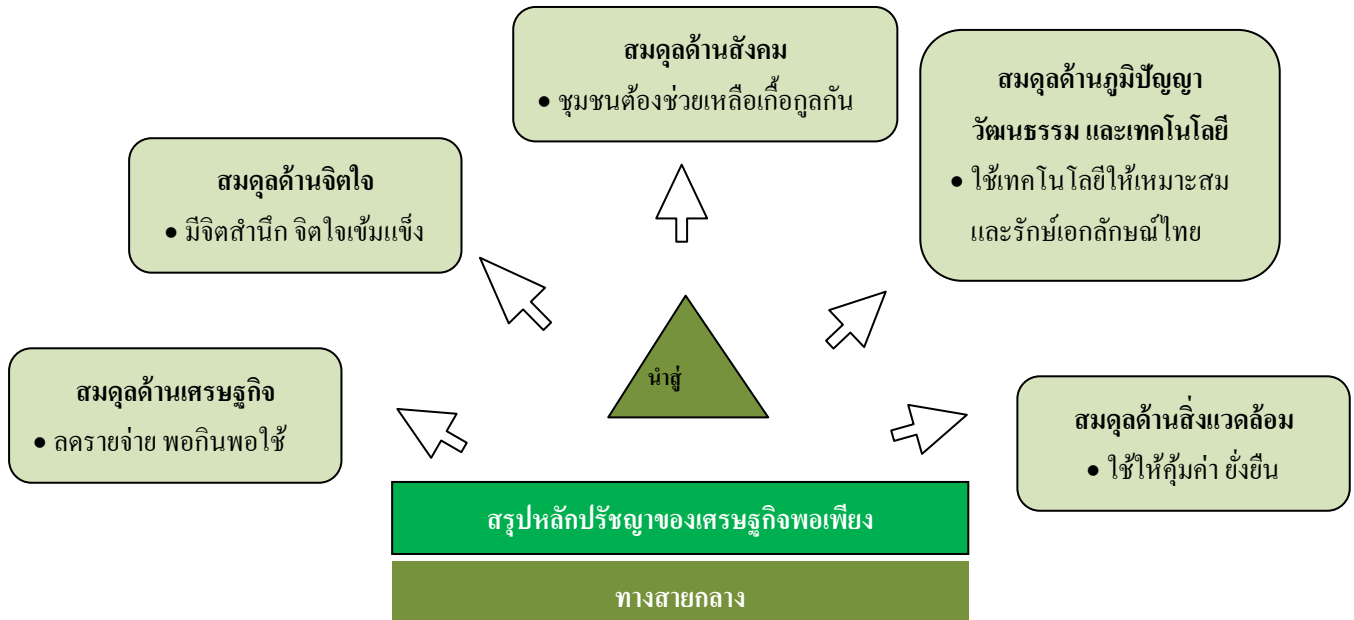 สมดุลด้านสังคม
• ชุมชนต้องช่วยเหลือเกื้อกูลกัน
สมดุลด้านภูมิปัญญา
วัฒนธรรม และเทคโนโลยี
• ใช้เทคโนโลยีให้เหมาะสม
และรักษ์เอกลักษณ์ไทย
สมดุลด้านจิตใจ
• มีจิตสำนึก จิตใจเข้มแข็ง
สมดุลด้านเศรษฐกิจ
• ลดรายจ่าย พอกินพอใช้
นำสู่
สมดุลด้านสิ่งแวดล้อม
• ใช้ให้คุ้มค่า ยั่งยืน
สรุปหลักปรัชญาของเศรษฐกิจพอเพียง
ทางสายกลาง